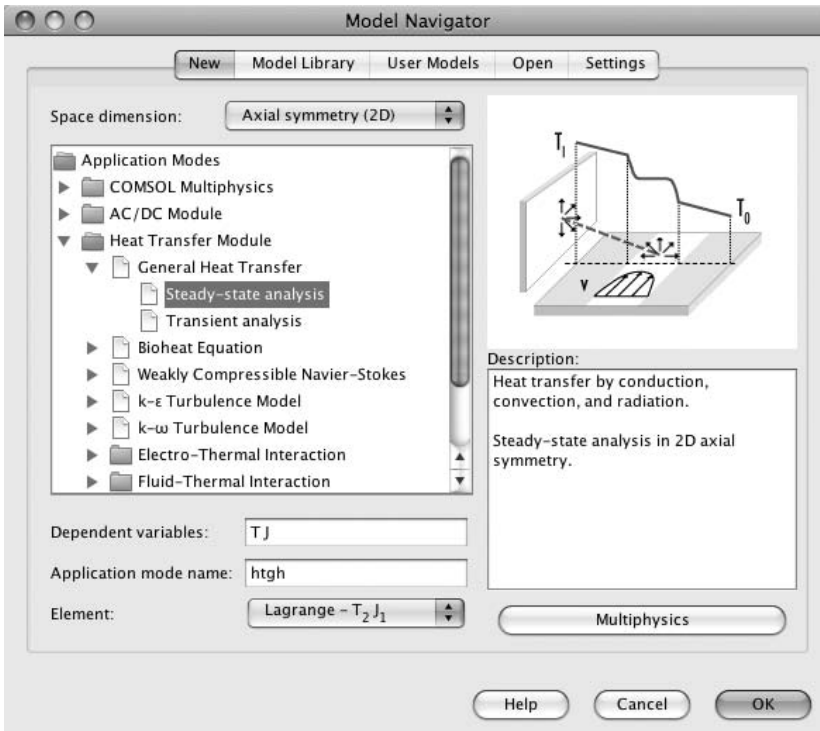 Model Navigator
New Model Library User Models Open Settings
Space dimension: Axial symmetry (2D)
Application Modes
COMSOL Multiphysics
AC/DC Module
Heat Transfer Module
General Heat Transfer
Steady-state analysis
Transient analysis
Bioheat Equation
Weakly Compressible Navier-Stokes
k-ε Turbulence Model
k-ω Turbulence Model
Electro-Thermal Interaction
Fluid-Thermal Interaction
Dependent variables: T J
Application mode name: htgh
Element: Lagrange - T₂ J₁
T_I
T₀
v
Description:
Heat transfer by conduction,
convection, and radiation.
Steady-state analysis in 2D axial
symmetry.
Multiphysics
Help Cancel OK